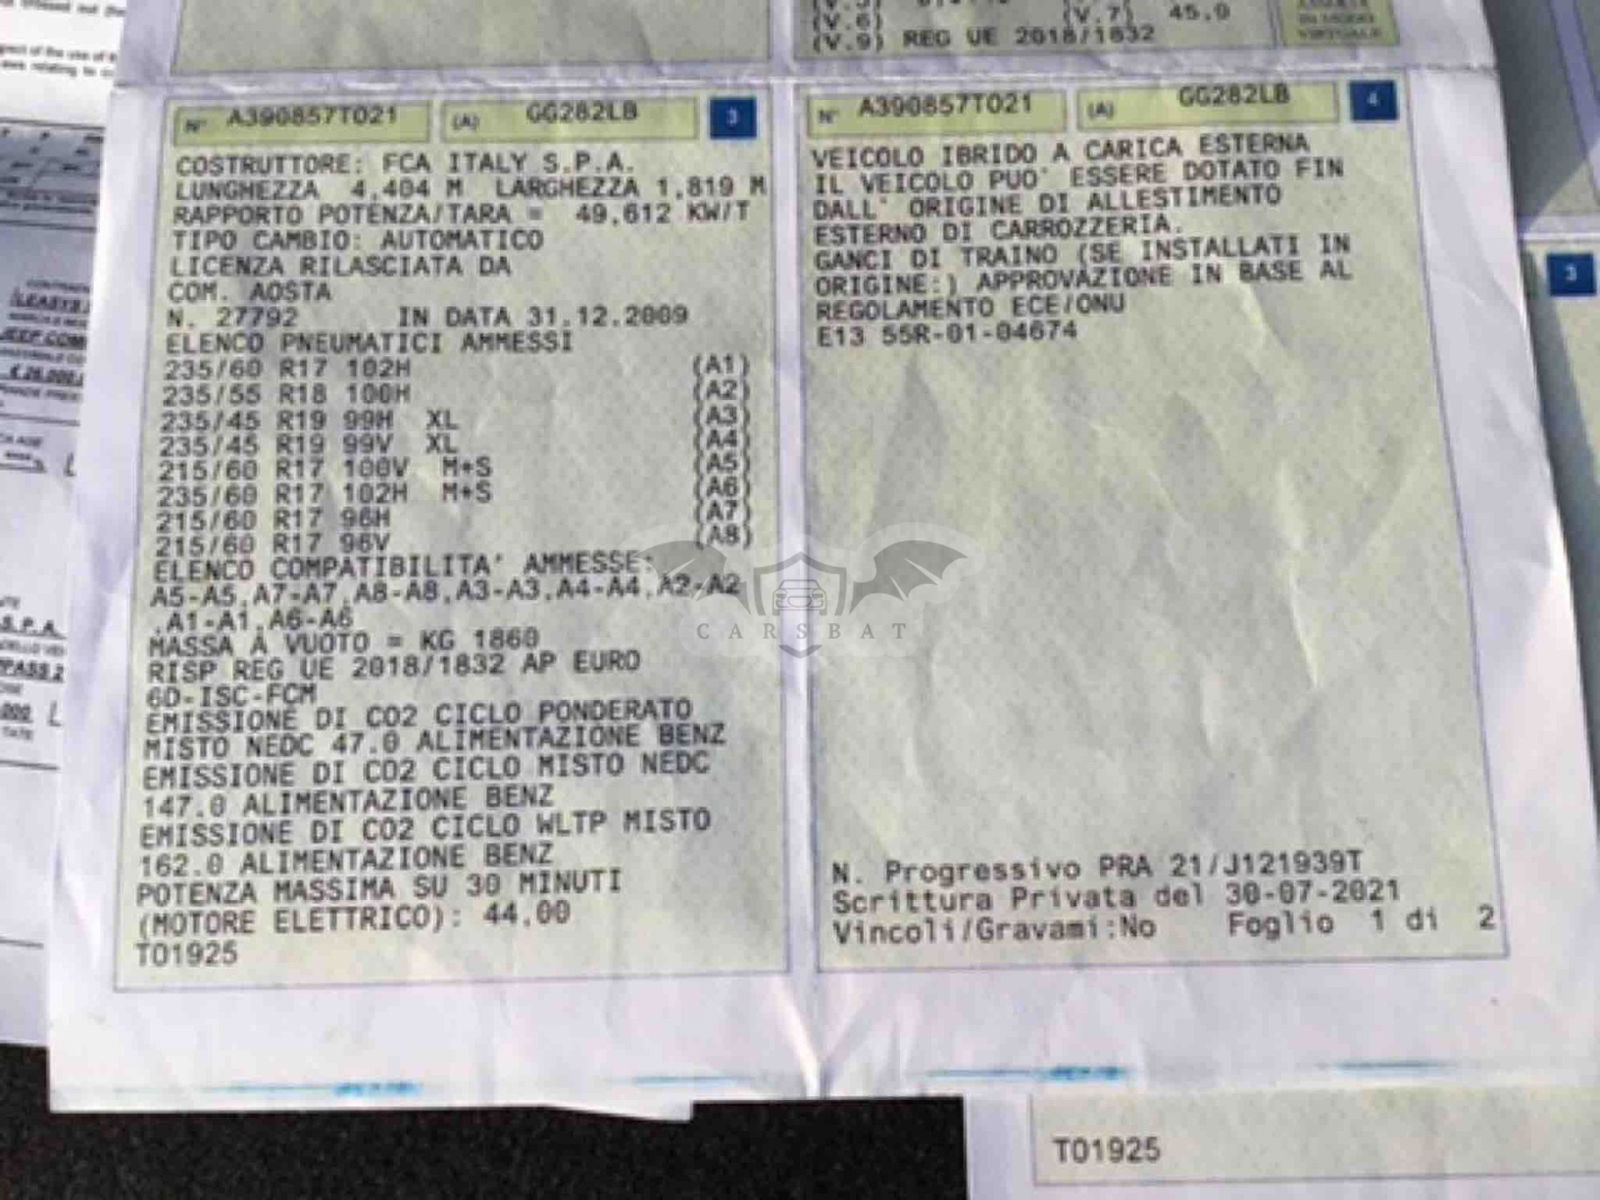 (V.6) (V.7) 45.0
(V.9) REG UE 2018/1832
N° A390857T021 (A) GG282LB 3
COSTRUTTORE: FCA ITALY S.P.A.
LUNGHEZZA 4,404 M LARGHEZZA 1,819 M
RAPPORTO POTENZA/TARA = 49,612 KW/T
TIPO CAMBIO: AUTOMATICO
LICENZA RILASCIATA DA
COM. AOSTA
N. 27792 IN DATA 31.12.2009
ELENCO PNEUMATICI AMMESSI
235/60 R17 102H (A1)
235/55 R18 100H (A2)
235/45 R19 99H XL (A3)
235/45 R19 99V XL (A4)
215/60 R17 100V M+S (A5)
235/60 R17 102H M+S (A6)
215/60 R17 96H (A7)
215/60 R17 96V (A8)
ELENCO COMPATIBILITA' AMMESSE:
A5-A5,A7-A7,A8-A8,A3-A3,A4-A4,A2-A2
,A1-A1,A6-A6
MASSA A VUOTO = KG 1860
RISP REG UE 2018/1832 AP EURO
6D-ISC-FCM
EMISSIONE DI CO2 CICLO PONDERATO
MISTO NEDC 47.0 ALIMENTAZIONE BENZ
EMISSIONE DI CO2 CICLO MISTO NEDC
147.0 ALIMENTAZIONE BENZ
EMISSIONE DI CO2 CICLO WLTP MISTO
162.0 ALIMENTAZIONE BENZ
POTENZA MASSIMA SU 30 MINUTI
(MOTORE ELETTRICO): 44.00
T01925
N° A390857T021 (A) GG282LB 4
VEICOLO IBRIDO A CARICA ESTERNA
IL VEICOLO PUO' ESSERE DOTATO FIN
DALL' ORIGINE DI ALLESTIMENTO
ESTERNO DI CARROZZERIA.
GANCI DI TRAINO (SE INSTALLATI IN
ORIGINE:) APPROVAZIONE IN BASE AL
REGOLAMENTO ECE/ONU
E13 55R-01-04674
CARSBAT
N. Progressivo PRA 21/J121939T
Scrittura Privata del 30-07-2021
Vincoli/Gravami:No Foglio 1 di 2
3
T01925